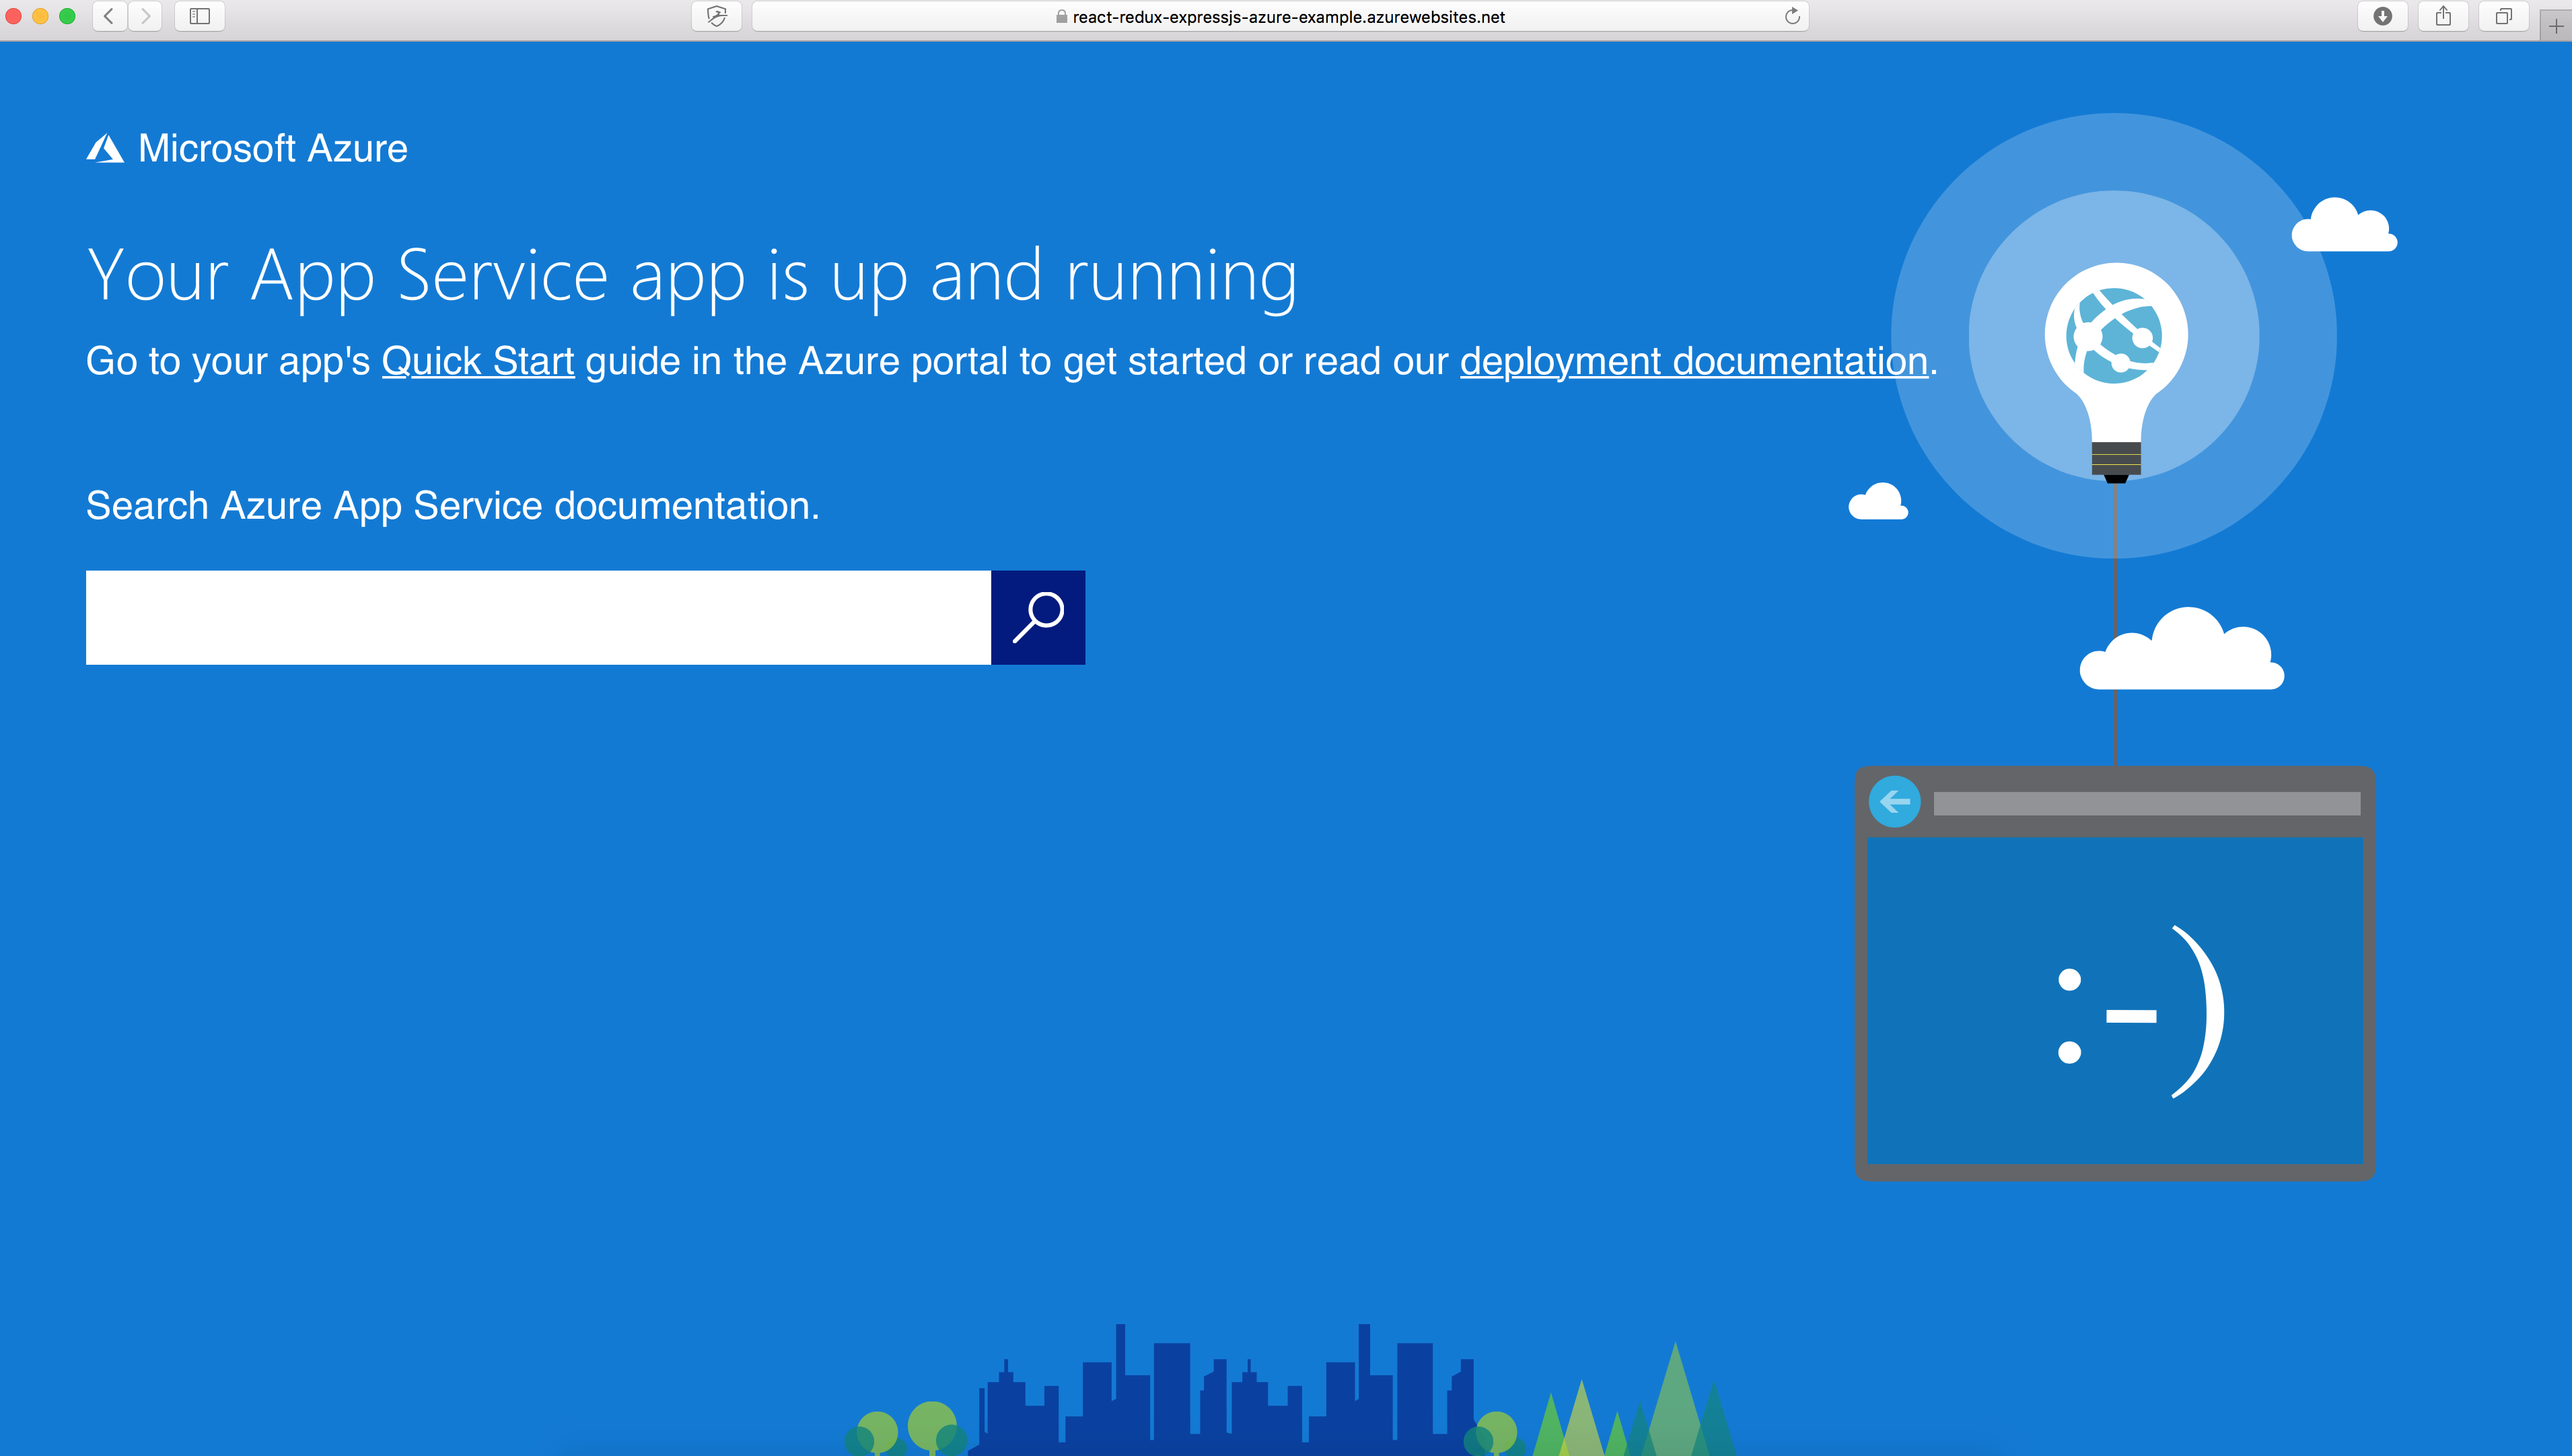 react-redux-expressjs-azure-example.azurewebsites.net
Microsoft Azure
Your App Service app is up and running
Go to your app's Quick Start guide in the Azure portal to get started or read our deployment documentation.
Search Azure App Service documentation.
:-)